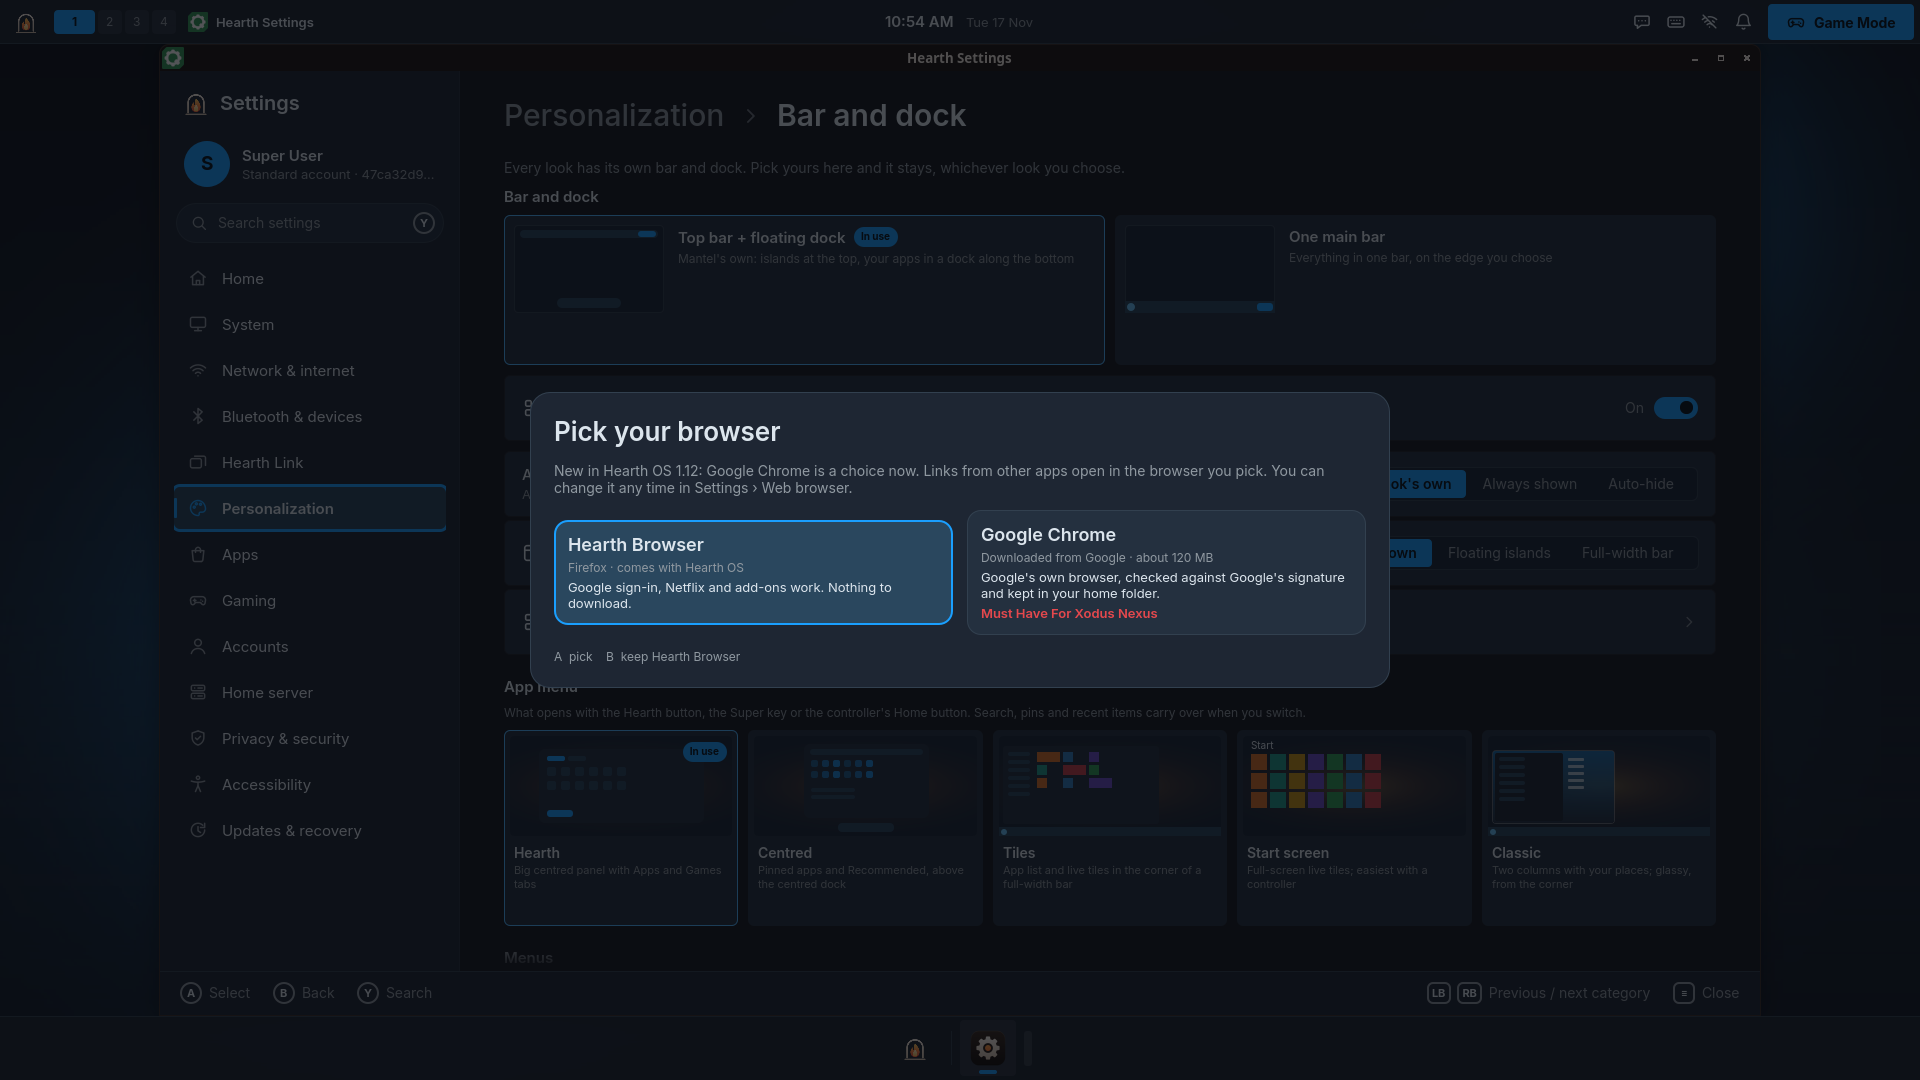 1 2 3 4 Hearth Settings
10:54 AM Tue 17 Nov
Game Mode
Hearth Settings
Settings
S
Super User
Standard account · 47ca32d9...
Search settings Y
Home
System
Network & internet
Bluetooth & devices
Hearth Link
Personalization
Apps
Gaming
Accounts
Home server
Privacy & security
Accessibility
Updates & recovery
Personalization › Bar and dock
Every look has its own bar and dock. Pick yours here and it stays, whichever look you choose.
Bar and dock
Top bar + floating dock In use
Mantel's own: islands at the top, your apps in a dock along the bottom
One main bar
Everything in one bar, on the edge you choose
On
A
A
ok's own Always shown Auto-hide
own Floating islands Full-width bar
Pick your browser
New in Hearth OS 1.12: Google Chrome is a choice now. Links from other apps open in the browser you pick. You can
change it any time in Settings › Web browser.
Hearth Browser
Firefox · comes with Hearth OS
Google sign-in, Netflix and add-ons work. Nothing to
download.
Google Chrome
Downloaded from Google · about 120 MB
Google's own browser, checked against Google's signature
and kept in your home folder.
Must Have For Xodus Nexus
A pick B keep Hearth Browser
App menu
What opens with the Hearth button, the Super key or the controller's Home button. Search, pins and recent items carry over when you switch.
In use
Hearth
Big centred panel with Apps and Games
tabs
Centred
Pinned apps and Recommended, above
the centred dock
Tiles
App list and live tiles in the corner of a
full-width bar
Start
Start screen
Full-screen live tiles; easiest with a
controller
Classic
Two columns with your places; glassy,
from the corner
Menus
A Select B Back Y Search
LB RB Previous / next category ≡ Close